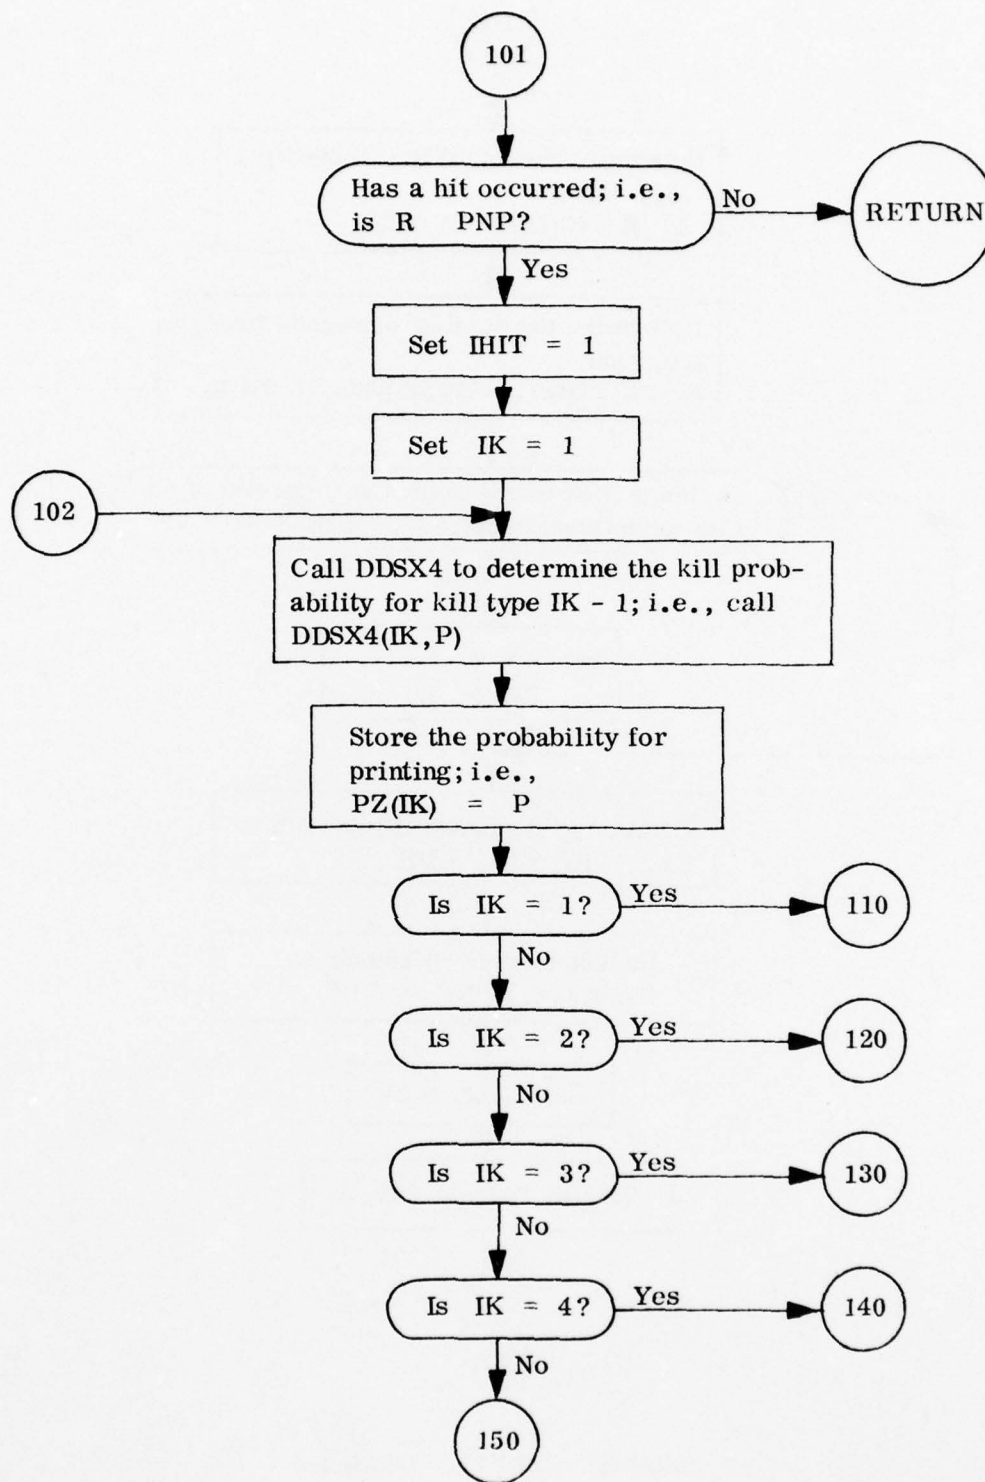 101
Has a hit occurred; i.e.,
is R PNP?
No
RETURN
Yes
Set IHIT = 1
Set IK = 1
102
Call DDSX4 to determine the kill prob-
ability for kill type IK - 1; i.e., call
DDSX4(IK,P)
Store the probability for
printing; i.e.,
PZ(IK) = P
Is IK = 1?
Yes
110
No
Is IK = 2?
Yes
120
No
Is IK = 3?
Yes
130
No
Is IK = 4?
Yes
140
No
150